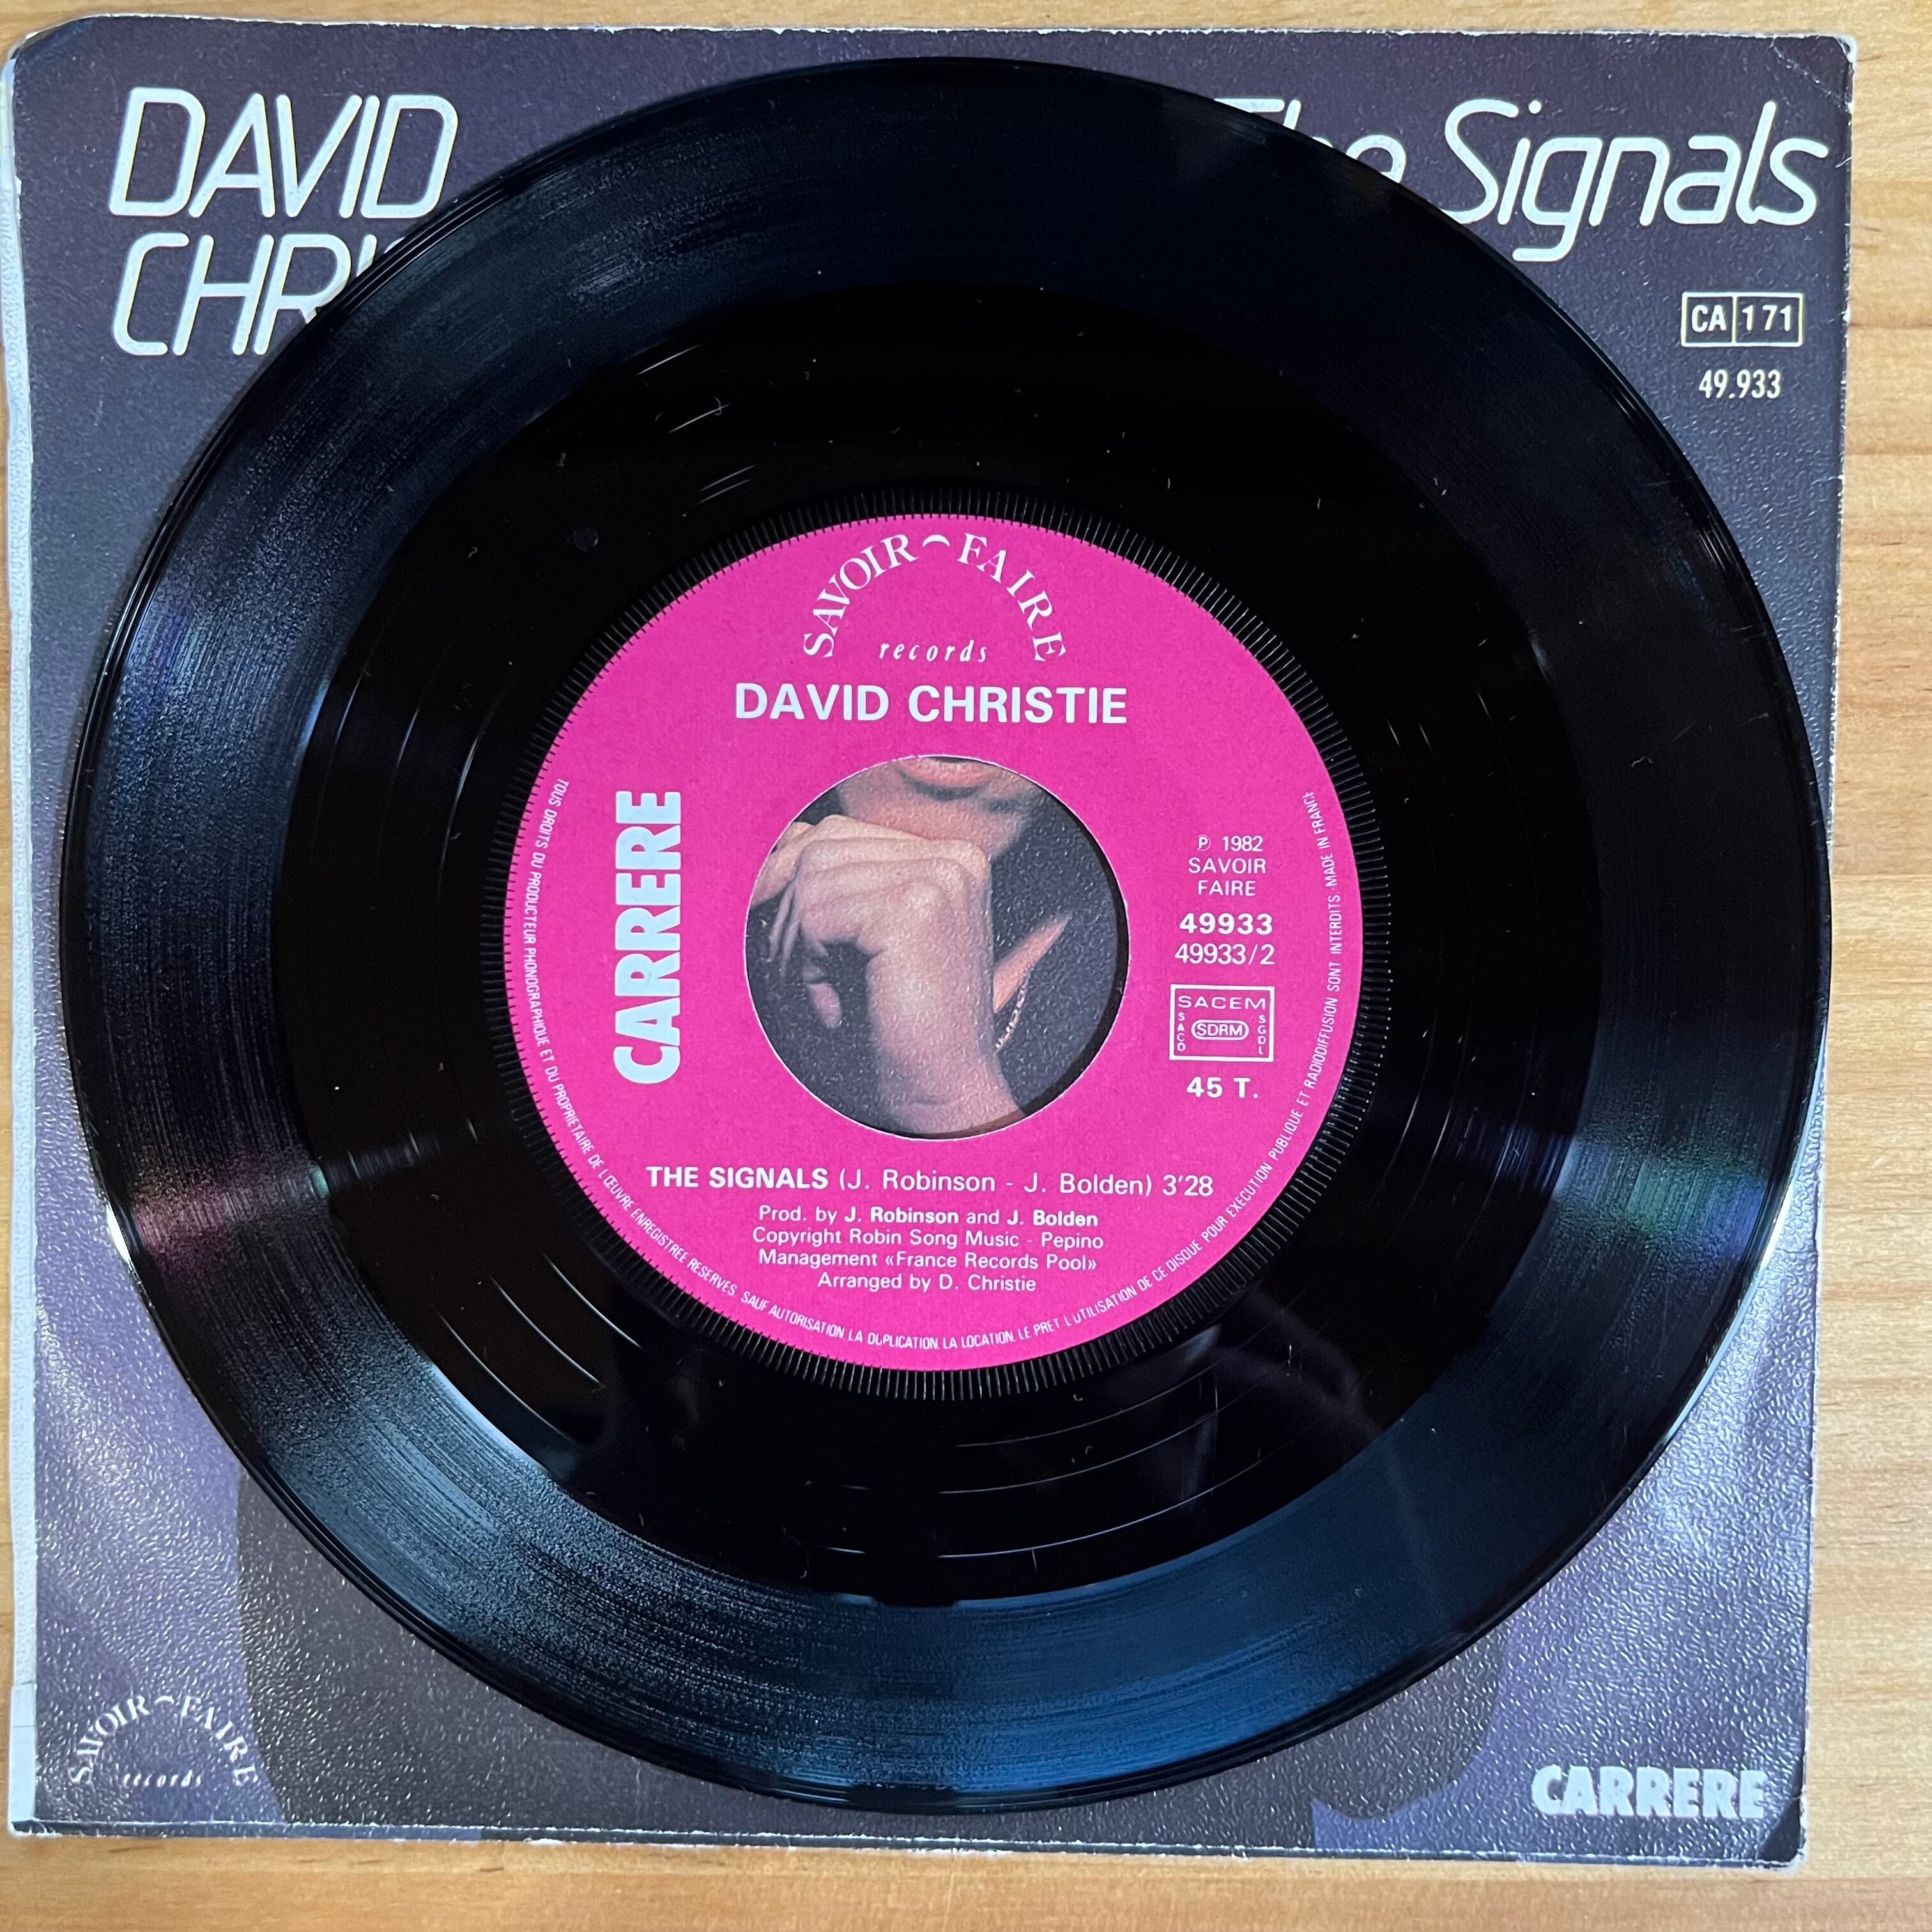 DAVID
CHRIS
The Signals
CA 171
49.933
SAVOIR FAIRE
records
DAVID CHRISTIE
CARRERE
℗ 1982
SAVOIR
FAIRE
49933
49933/2
SACEM
SACD SDRM SGDL
45 T.
THE SIGNALS (J. Robinson - J. Bolden) 3'28
Prod. by J. Robinson and J. Bolden
Copyright Robin Song Music - Pepino
Management «France Records Pool»
Arranged by D. Christie
TOUS DROITS DU PRODUCTEUR PHONOGRAPHIQUE ET DU PROPRIETAIRE DE L'ŒUVRE ENREGISTREE RESERVES. SAUF AUTORISATION LA DUPLICATION, LA LOCATION, LE PRET L'UTILISATION DE CE DISQUE POUR EXECUTION PUBLIQUE ET RADIODIFFUSION SONT INTERDITS - MADE IN FRANCE
SAVOIR FAIRE
records
CARRERE